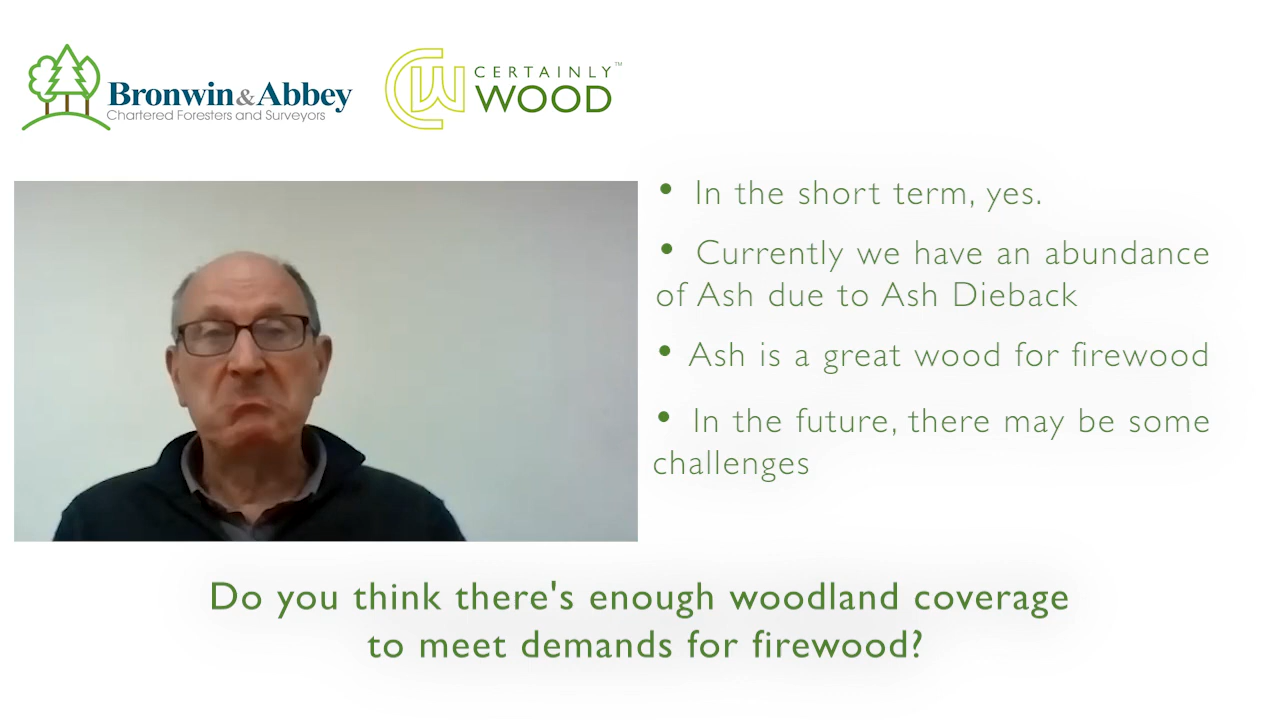 Bronwin & Abbey
Chartered Foresters and Surveyors
CERTAINLY™
WOOD
• In the short term, yes.
• Currently we have an abundance
of Ash due to Ash Dieback
• Ash is a great wood for firewood
• In the future, there may be some
challenges
Do you think there's enough woodland coverage
to meet demands for firewood?